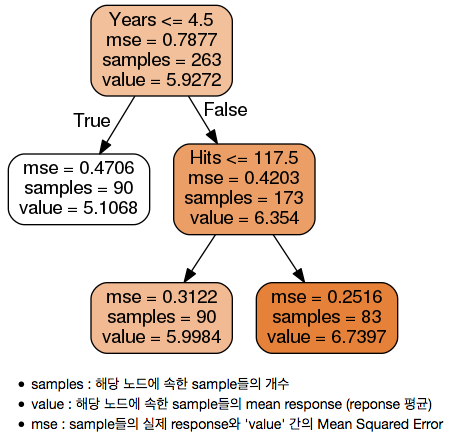 Years <= 4.5
mse = 0.7877
samples = 263
value = 5.9272
True
False
mse = 0.4706
samples = 90
value = 5.1068
Hits <= 117.5
mse = 0.4203
samples = 173
value = 6.354
mse = 0.3122
samples = 90
value = 5.9984
mse = 0.2516
samples = 83
value = 6.7397
• samples : 해당 노드에 속한 sample들의 개수
• value : 해당 노드에 속한 sample들의 mean response (reponse 평균)
• mse : sample들의 실제 response와 'value' 간의 Mean Squared Error